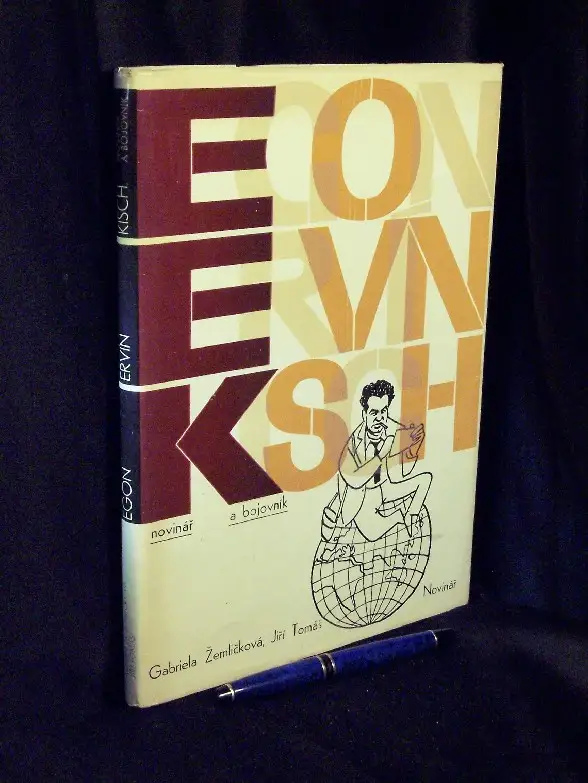 EGON
ERVIN
KISCH
novinář a bojovník
Gabriela Žemličková, Jiří Tomáš
Novinář
EGON ERVIN KISCH. A BOJOVNÍK